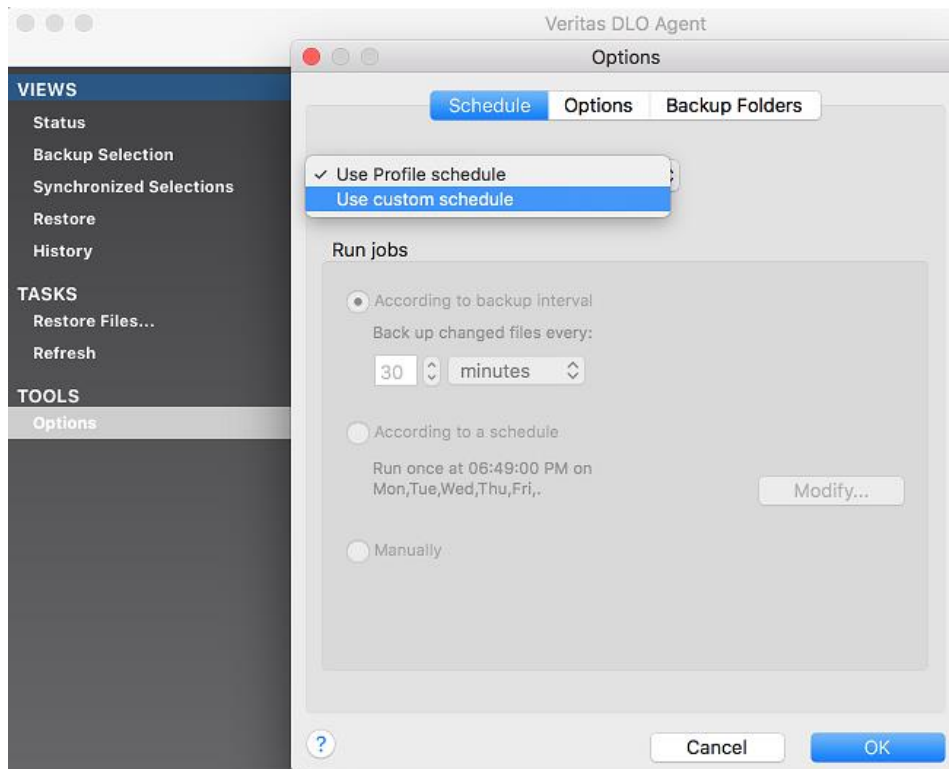 Veritas DLO Agent
Options
VIEWS
Status
Backup Selection
Synchronized Selections
Restore
History
TASKS
Restore Files...
Refresh
TOOLS
Options
Schedule Options Backup Folders
✓ Use Profile schedule
Use custom schedule
Run jobs
According to backup interval
Back up changed files every:
30 minutes
According to a schedule
Run once at 06:49:00 PM on
Mon,Tue,Wed,Thu,Fri,.
Modify...
Manually
? Cancel OK